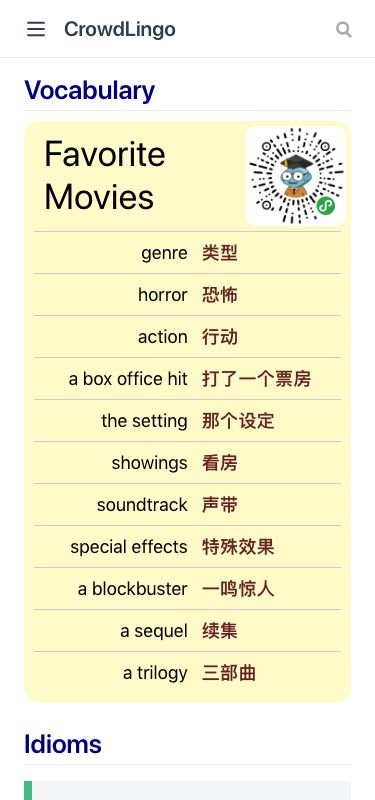 CrowdLingo
Vocabulary
Favorite
Movies
genre 类型
horror 恐怖
action 行动
a box office hit 打了一个票房
the setting 那个设定
showings 看房
soundtrack 声带
special effects 特殊效果
a blockbuster 一鸣惊人
a sequel 续集
a trilogy 三部曲
Idioms